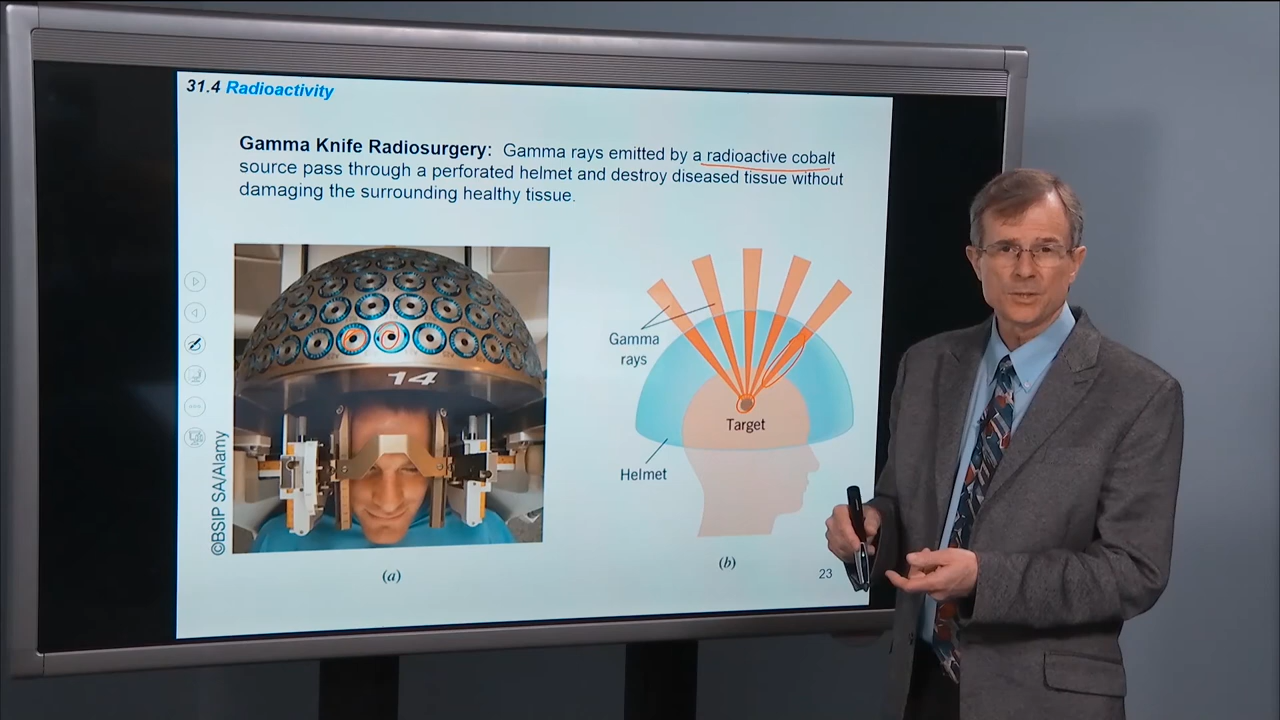 31.4 Radioactivity
Gamma Knife Radiosurgery: Gamma rays emitted by a radioactive cobalt
source pass through a perforated helmet and destroy diseased tissue without
damaging the surrounding healthy tissue.
14
©BSIP SA/Alamy
(a)
Gamma
rays
Target
Helmet
(b)
23